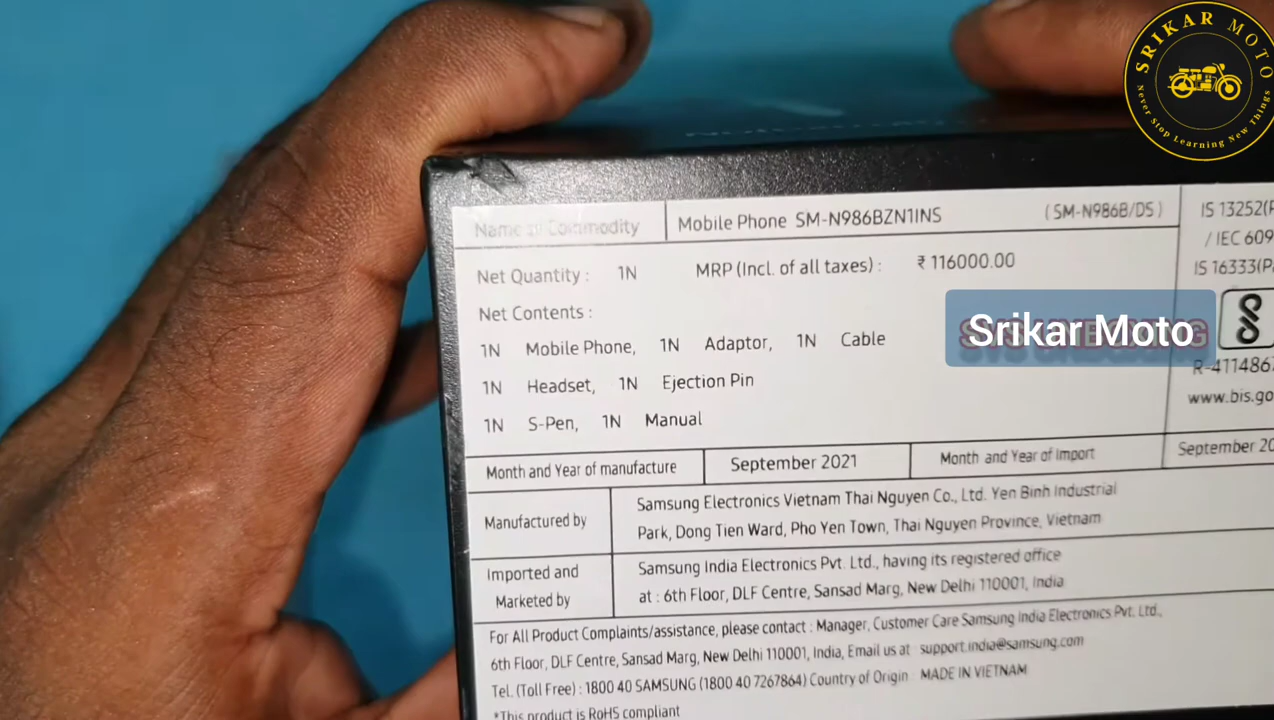 SRIKAR MOTO
Never Stop Learning New Things
Name of Commodity
Mobile Phone SM-N986BZN1INS (SM-N986B/DS)
IS 13252(P
/ IEC 609
IS 16333(P
Net Quantity : 1N MRP (Incl. of all taxes) : ₹ 116000.00
Net Contents :
1N Mobile Phone, 1N Adaptor, 1N Cable
1N Headset, 1N Ejection Pin
1N S-Pen, 1N Manual
Srikar Moto
R-4114867
www.bis.go
Month and Year of manufacture September 2021 Month and Year of Import September 20
Manufactured by
Samsung Electronics Vietnam Thai Nguyen Co., Ltd. Yen Binh Industrial
Park, Dong Tien Ward, Pho Yen Town, Thai Nguyen Province, Vietnam
Imported and
Marketed by
Samsung India Electronics Pvt. Ltd., having its registered office
at : 6th Floor, DLF Centre, Sansad Marg, New Delhi 110001, India
For All Product Complaints/assistance, please contact : Manager, Customer Care Samsung India Electronics Pvt. Ltd.,
6th Floor, DLF Centre, Sansad Marg, New Delhi 110001, India, Email us at support.india@samsung.com
Tel. (Toll Free) : 1800 40 SAMSUNG (1800 40 7267864) Country of Origin : MADE IN VIETNAM
*This product is RoHS compliant